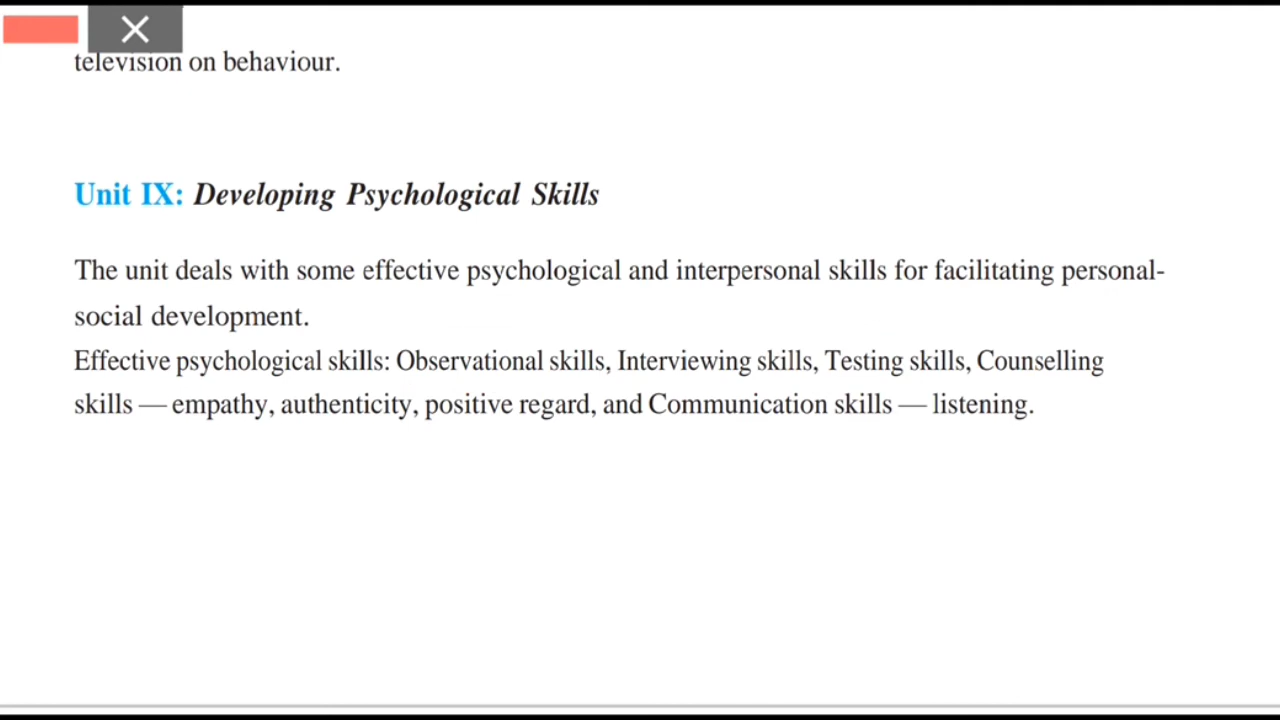 television on behaviour.
Unit IX: Developing Psychological Skills
The unit deals with some effective psychological and interpersonal skills for facilitating personal-
social development.
Effective psychological skills: Observational skills, Interviewing skills, Testing skills, Counselling
skills — empathy, authenticity, positive regard, and Communication skills — listening.